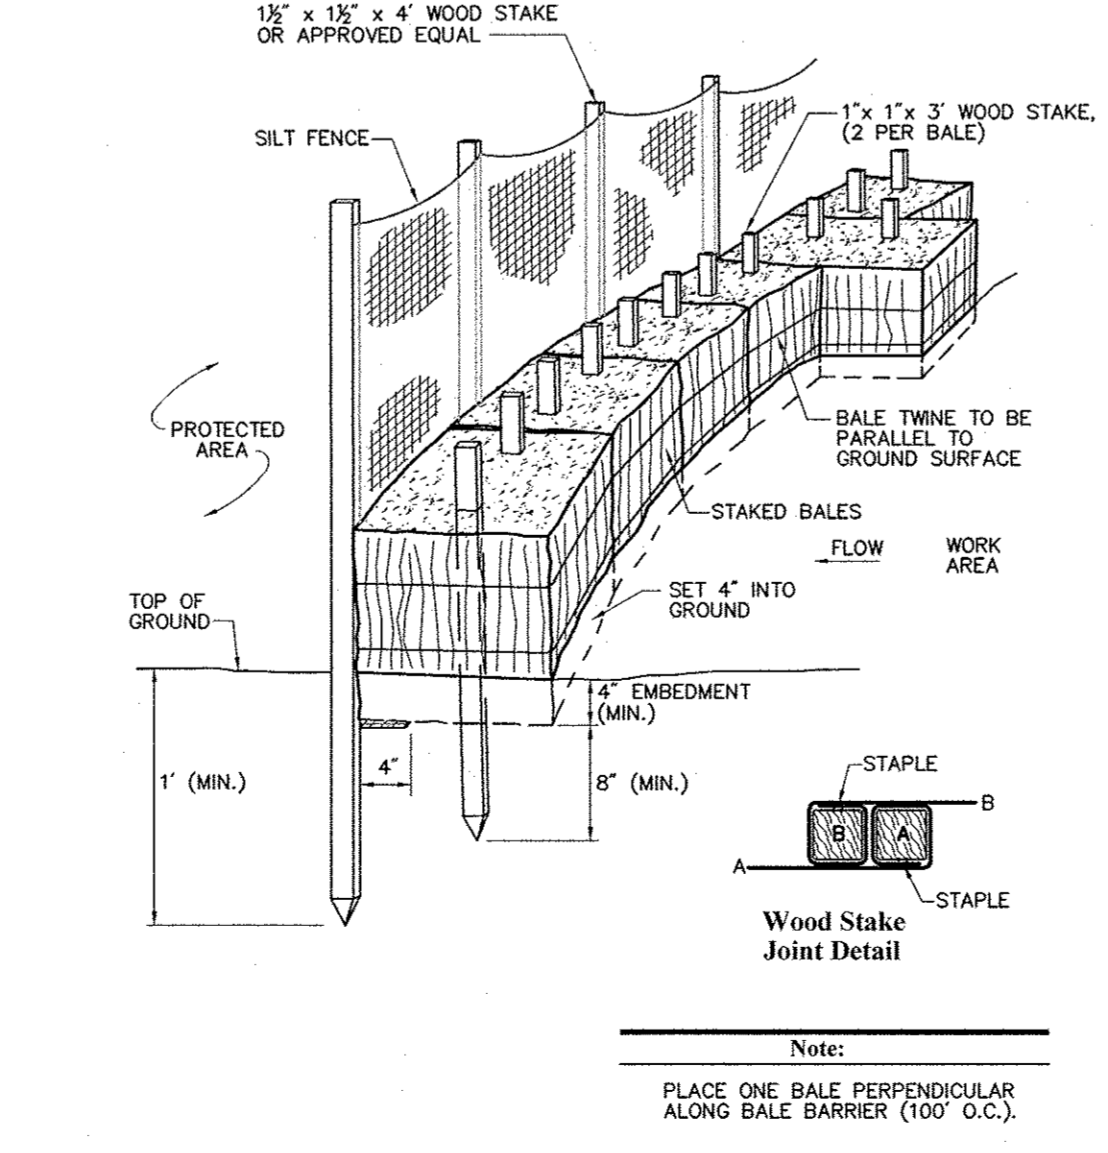 1½" x 1½" x 4' WOOD STAKE
OR APPROVED EQUAL
SILT FENCE
1"x 1"x 3' WOOD STAKE,
(2 PER BALE)
PROTECTED
AREA
BALE TWINE TO BE
PARALLEL TO
GROUND SURFACE
STAKED BALES
FLOW
WORK
AREA
SET 4" INTO
GROUND
TOP OF
GROUND
4" EMBEDMENT
(MIN.)
1' (MIN.)
4"
8" (MIN.)
STAPLE
B
B
A
A
STAPLE
Wood Stake
Joint Detail
Note:
PLACE ONE BALE PERPENDICULAR
ALONG BALE BARRIER (100' O.C.).